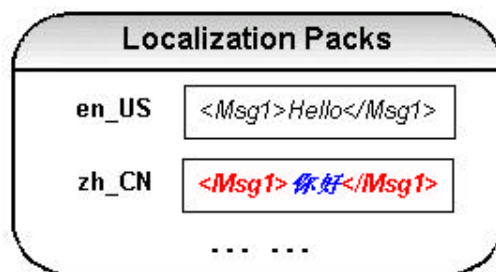 Localization Packs
en_US <Msg1>Hello</Msg1>
zh_CN <Msg1>你好</Msg1>
... ...